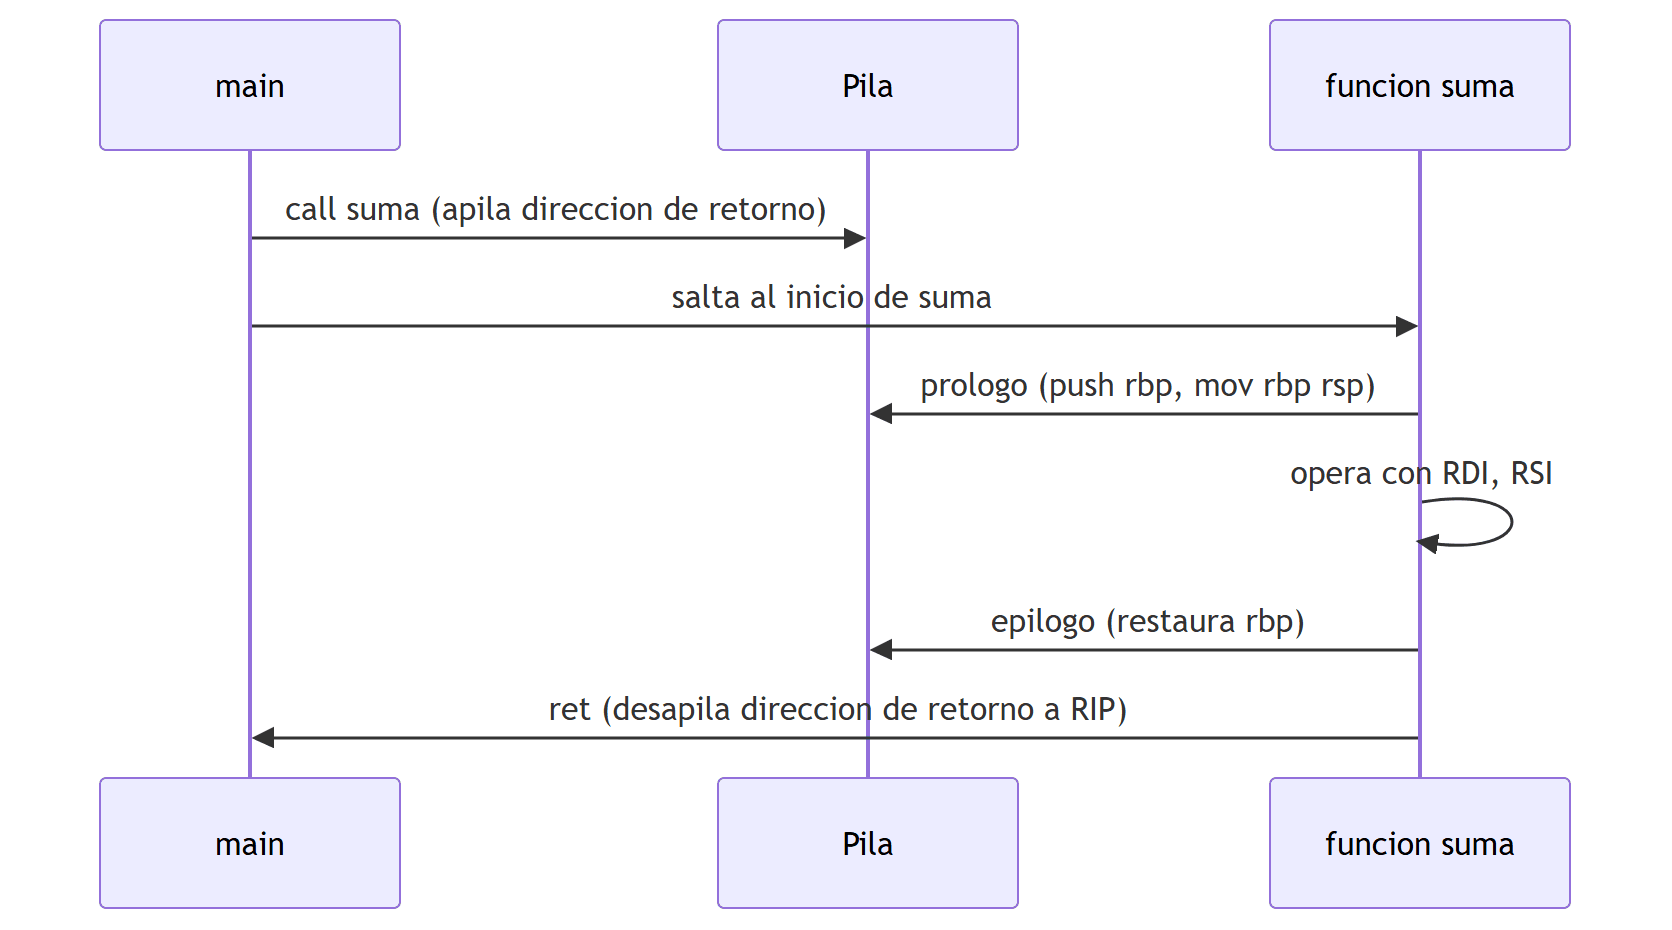 main
Pila
funcion suma
call suma (apila direccion de retorno)
salta al inicio de suma
prologo (push rbp, mov rbp rsp)
opera con RDI, RSI
epilogo (restaura rbp)
ret (desapila direccion de retorno a RIP)
main
Pila
funcion suma